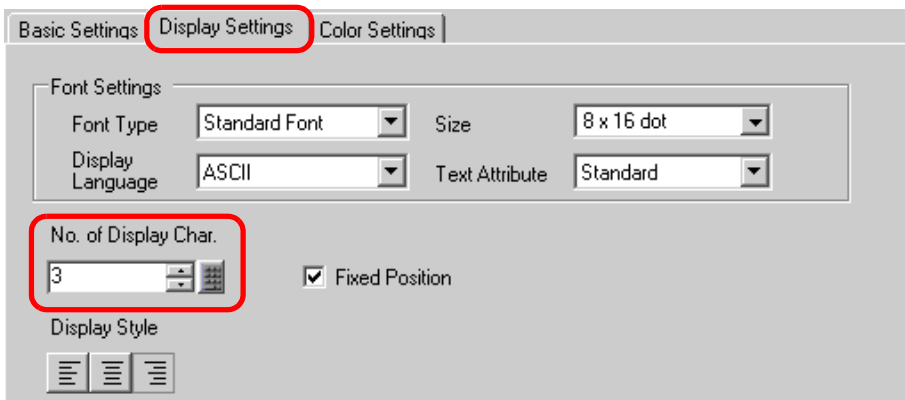 Basic Settings Display Settings Color Settings
Font Settings
Font Type Standard Font Size 8 x 16 dot
Display Language ASCII Text Attribute Standard
No. of Display Char.
3 Fixed Position
Display Style